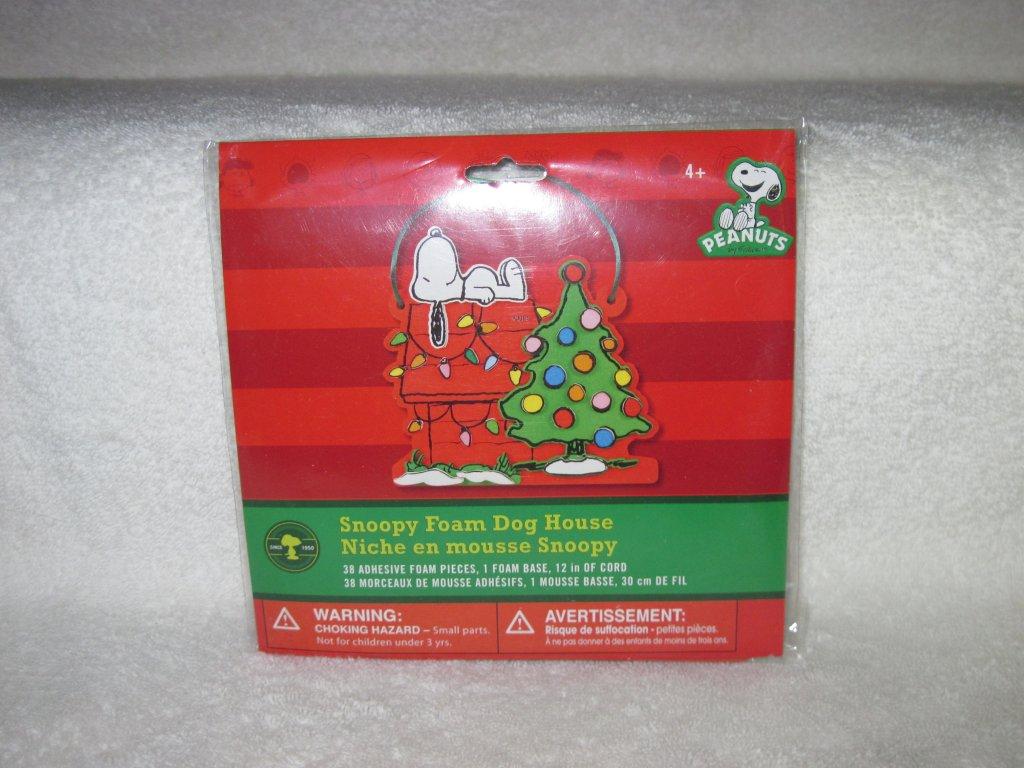 4+
PEANUTS
Snoopy Foam Dog House
Niche en mousse Snoopy
SINCE 1950
38 ADHESIVE FOAM PIECES, 1 FOAM BASE, 12 in OF CORD
38 MORCEAUX DE MOUSSE ADHÉSIFS, 1 MOUSSE BASSE, 30 cm DE FIL
WARNING:
CHOKING HAZARD – Small parts.
Not for children under 3 yrs.
AVERTISSEMENT:
Risque de suffocation - petites pièces.
À ne pas donner à des enfants de moins de trois ans.